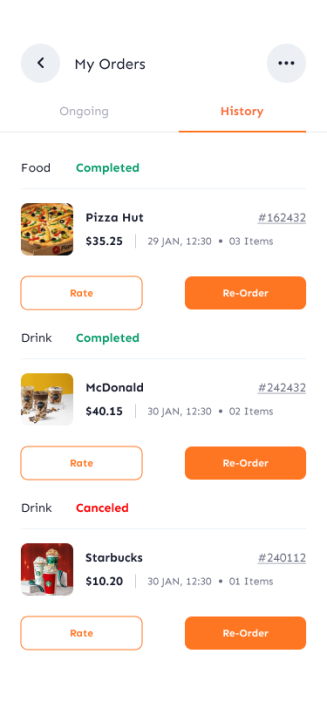 My Orders
Ongoing History
Food Completed
Pizza Hut #162432
$35.25 29 JAN, 12:30 • 03 Items
Rate Re-Order
Drink Completed
McDonald #242432
$40.15 30 JAN, 12:30 • 02 Items
Rate Re-Order
Drink Canceled
Starbucks #240112
$10.20 30 JAN, 12:30 • 01 Items
Rate Re-Order